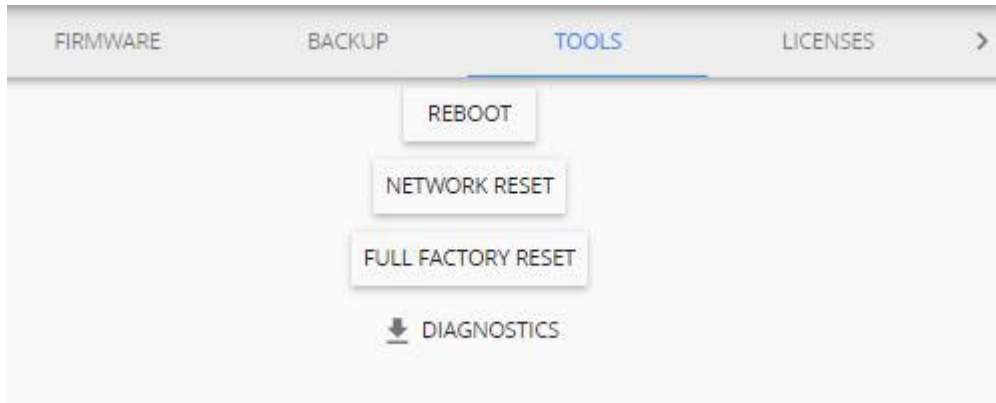 FIRMWARE BACKUP TOOLS LICENSES
REBOOT
NETWORK RESET
FULL FACTORY RESET
DIAGNOSTICS